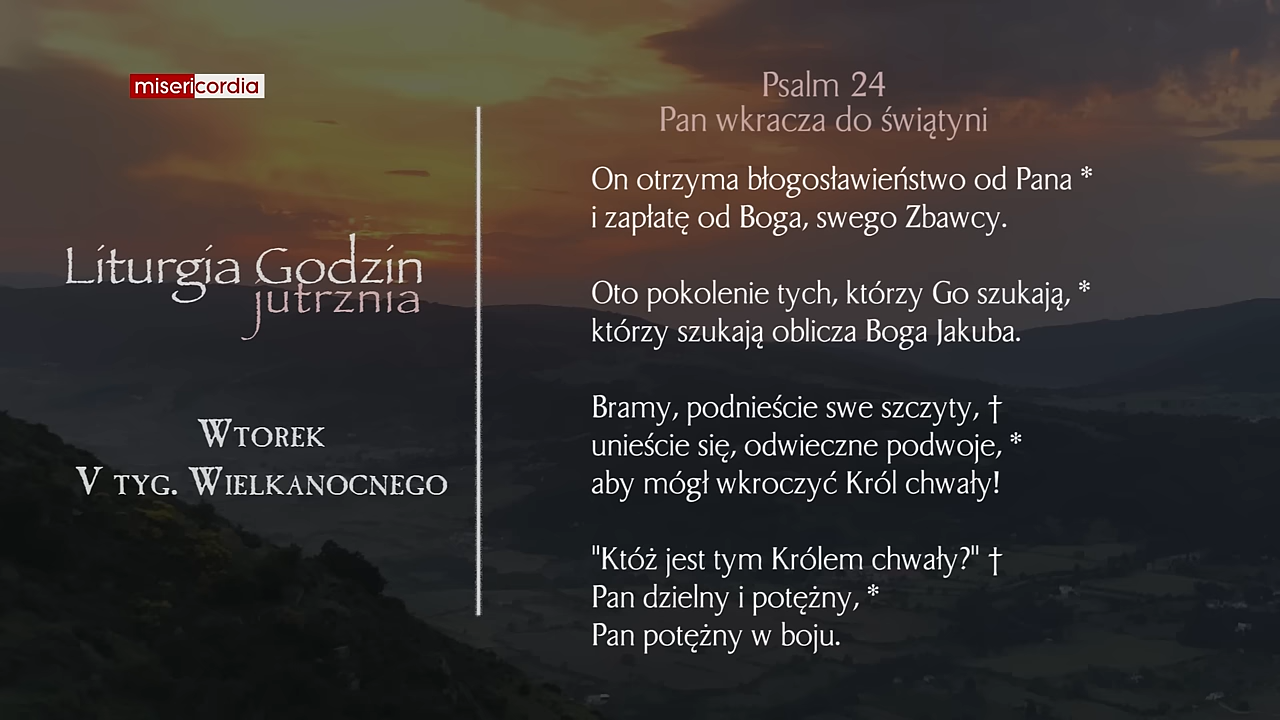 misericordia
Liturgia Godzin
jutrznia
Wtorek
V tyg. Wielkanocnego
Psalm 24
Pan wkracza do świątyni
On otrzyma błogosławieństwo od Pana *
i zapłatę od Boga, swego Zbawcy.
Oto pokolenie tych, którzy Go szukają, *
którzy szukają oblicza Boga Jakuba.
Bramy, podnieście swe szczyty, †
unieście się, odwieczne podwoje, *
aby mógł wkroczyć Król chwały!
"Któż jest tym Królem chwały?" †
Pan dzielny i potężny, *
Pan potężny w boju.